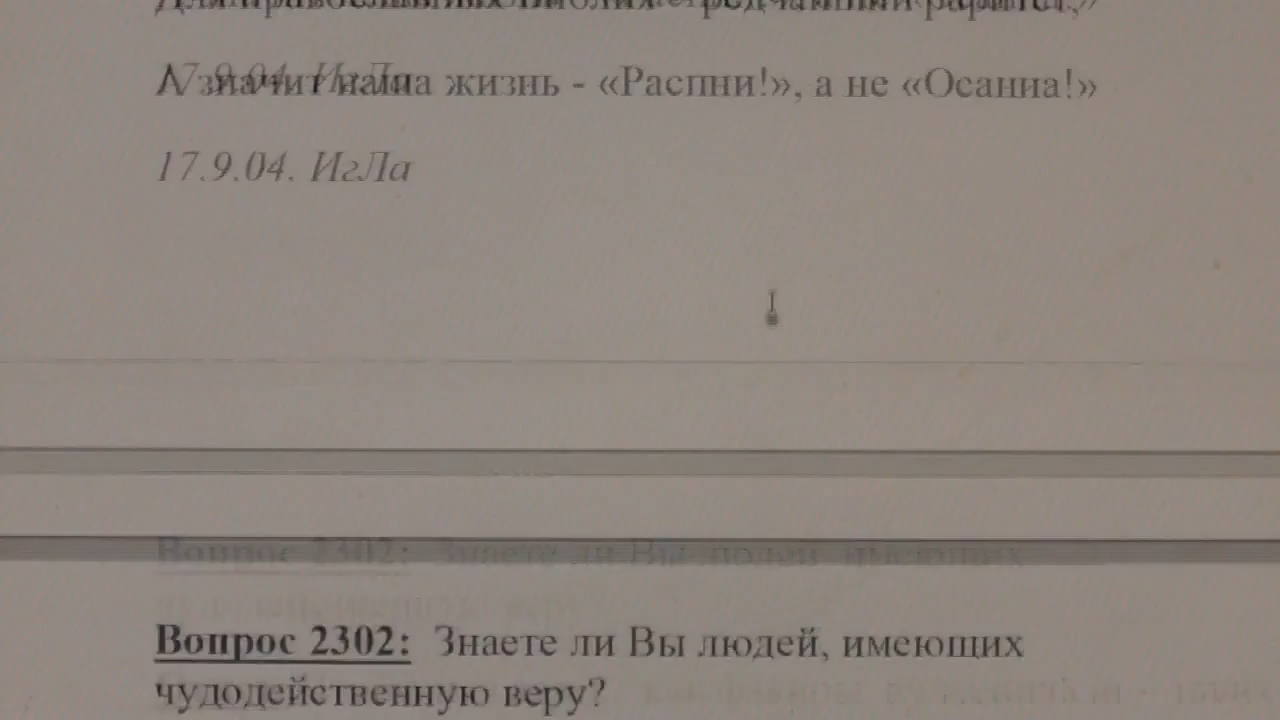 А значит наша жизнь - «Распни!», а не «Осанна!»
17.9.04. ИгЛа
Вопрос 2302: Знаете ли Вы людей, имеющих
чудодейственную веру?